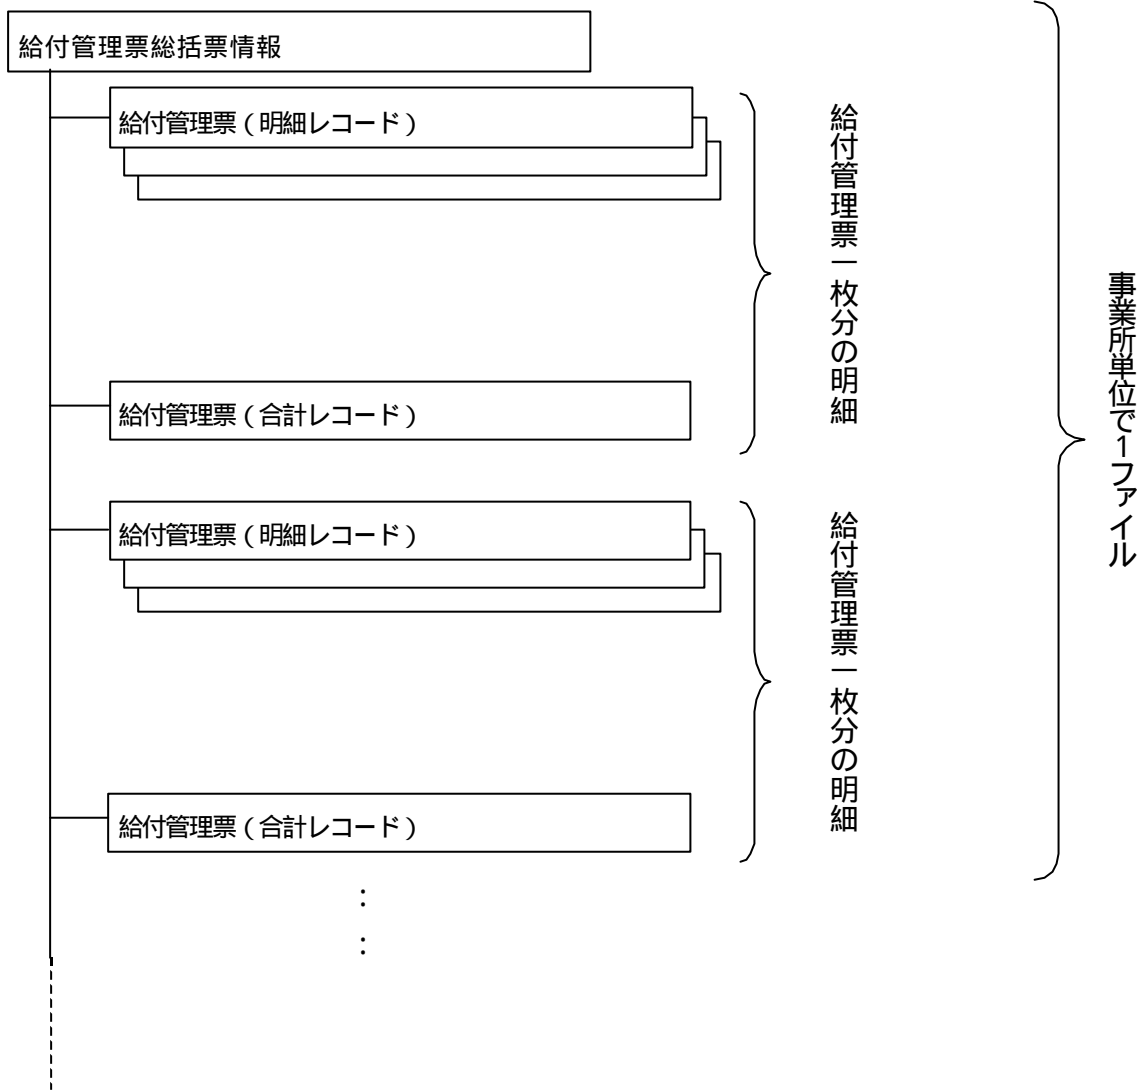 給付管理票総括票情報
給付管理票（明細レコード）
給付管理票（合計レコード）
給付管理票一枚分の明細
給付管理票（明細レコード）
給付管理票（合計レコード）
給付管理票一枚分の明細
：
：
事業所単位で1ファイル